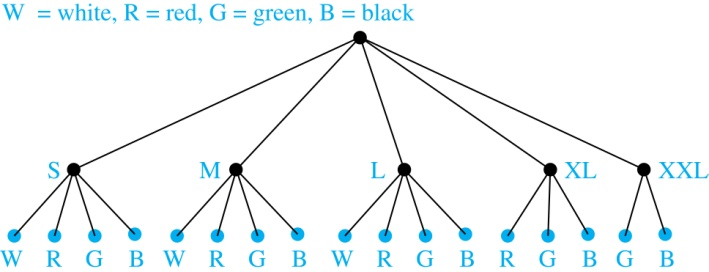 W = white, R = red, G = green, B = black
S M L XL XXL
W R G B W R G B W R G B R G B G B